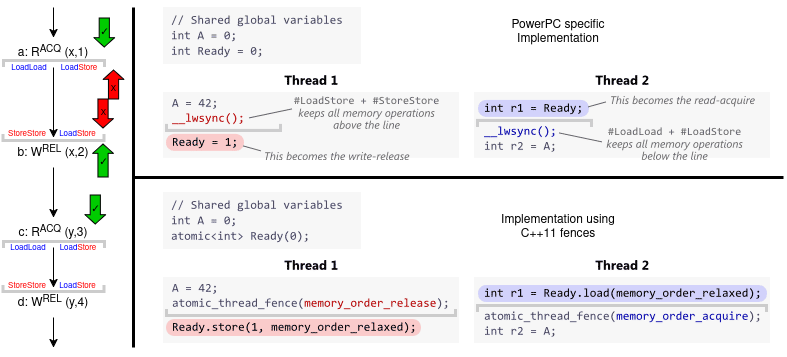 a: R^ACQ (x,1)
LoadLoad LoadStore
x
x
StoreStore LoadStore
b: W^REL (x,2)
c: R^ACQ (y,3)
LoadLoad LoadStore
StoreStore LoadStore
d: W^REL (y,4)
// Shared global variables
int A = 0;
int Ready = 0;
PowerPC specific
Implementation
Thread 1
A = 42;
__lwsync();
Ready = 1;
#LoadStore + #StoreStore
keeps all memory operations
above the line
This becomes the write-release
Thread 2
int r1 = Ready;
This becomes the read-acquire
__lwsync();
int r2 = A;
#LoadLoad + #LoadStore
keeps all memory operations
below the line
// Shared global variables
int A = 0;
atomic<int> Ready(0);
Implementation using
C++11 fences
Thread 1
A = 42;
atomic_thread_fence(memory_order_release);
Ready.store(1, memory_order_relaxed);
Thread 2
int r1 = Ready.load(memory_order_relaxed);
atomic_thread_fence(memory_order_acquire);
int r2 = A;